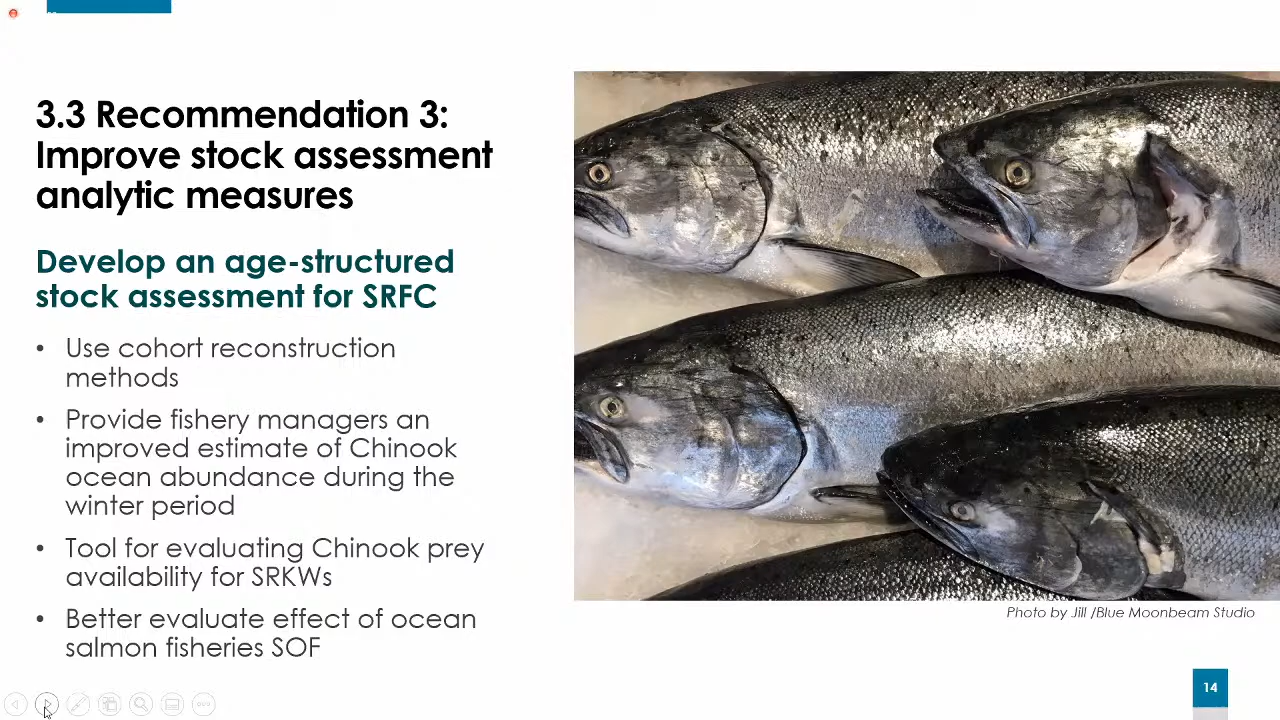 3.3 Recommendation 3:
Improve stock assessment
analytic measures
Develop an age-structured
stock assessment for SRFC
• Use cohort reconstruction
methods
• Provide fishery managers an
improved estimate of Chinook
ocean abundance during the
winter period
• Tool for evaluating Chinook prey
availability for SRKWs
• Better evaluate effect of ocean
salmon fisheries SOF
Photo by Jill /Blue Moonbeam Studio
14